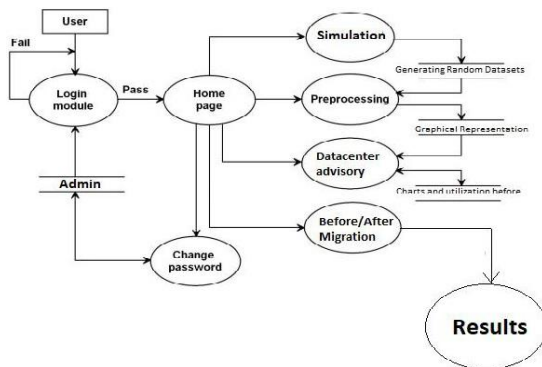 User
Fail
Login
module
Pass
Home
page
Simulation
Generating Random Datasets
Preprocessing
Graphical Representation
Datacenter
advisory
Charts and utilization before
Admin
Before/After
Migration
Change
password
Results